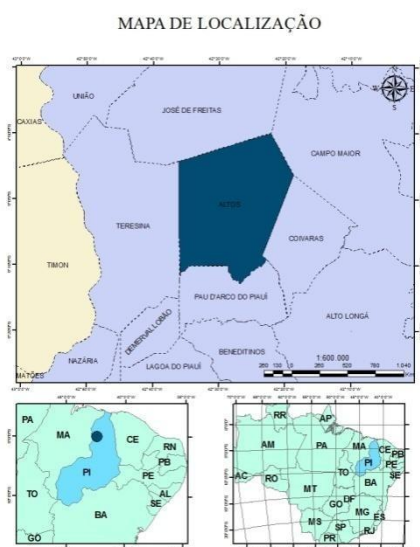 MAPA DE LOCALIZAÇÃO
UNIÃO
JOSÉ DE FREITAS
CAXIAS
CAMPO MAIOR
ALTOS
TERESINA
COIVARAS
TIMON
PAU D'ARCO DO PIAUÍ
ALTO LONGÁ
DEMERVAL LOBÃO
BENEDITINOS
NAZÁRIA
LAGOA DO PIAUÍ
MATÕES
1:600.000
S
PA
MA
CE
RN
PB
PI
PE
AL
SE
TO
BA
GO
RR
AP
AM
PA
MA
CE
PB
PI
PE
SE
AC
RO
TO
BA
MT
DF
GO
MG
ES
MS
SP
RJ
PR